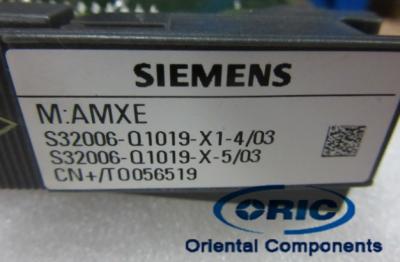 SIEMENS
M:AMXE
S32006-Q1019-X1-4/03
S32006-Q1019-X-5/03
CN+/T0056519
ORIC
Oriental Components